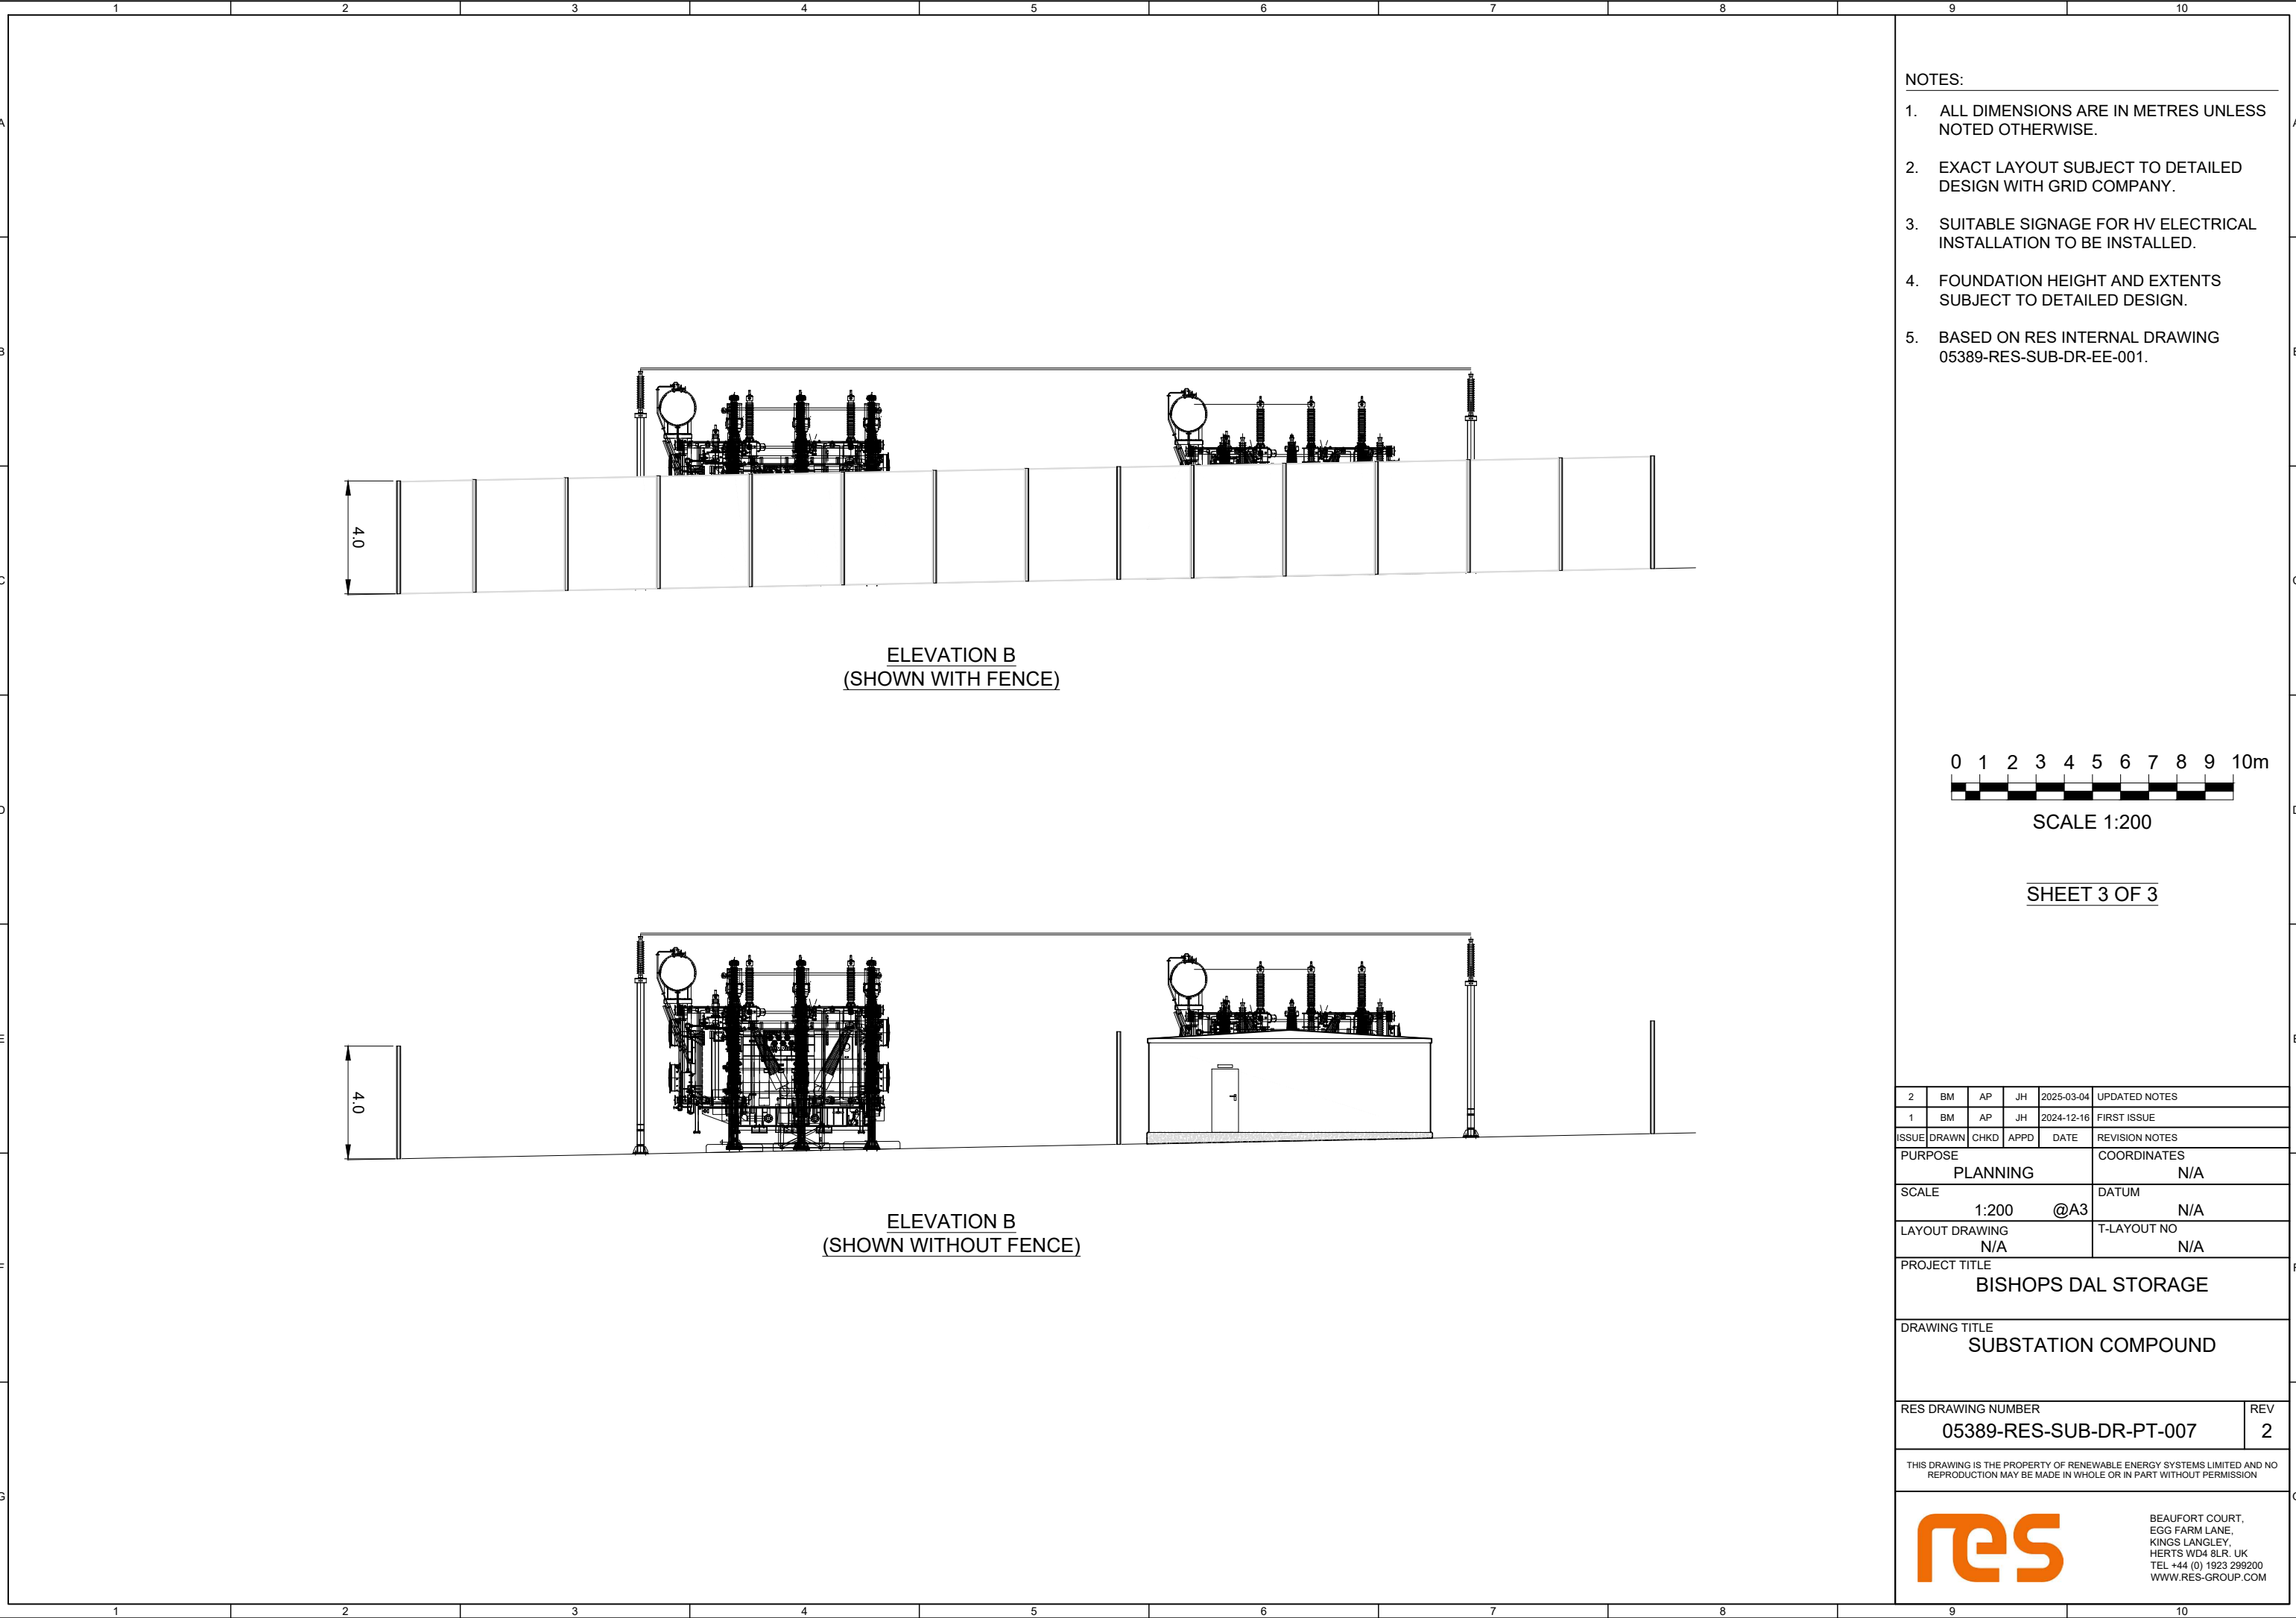 1 2 3 4 5 6 7 8 9 10
A
B
C
D
E
F
G
4.0
ELEVATION B
(SHOWN WITH FENCE)
4.0
ELEVATION B
(SHOWN WITHOUT FENCE)
NOTES:
1. ALL DIMENSIONS ARE IN METRES UNLESS
NOTED OTHERWISE.
2. EXACT LAYOUT SUBJECT TO DETAILED
DESIGN WITH GRID COMPANY.
3. SUITABLE SIGNAGE FOR HV ELECTRICAL
INSTALLATION TO BE INSTALLED.
4. FOUNDATION HEIGHT AND EXTENTS
SUBJECT TO DETAILED DESIGN.
5. BASED ON RES INTERNAL DRAWING
05389-RES-SUB-DR-EE-001.
0 1 2 3 4 5 6 7 8 9 10m
SCALE 1:200
SHEET 3 OF 3
2 BM AP JH 2025-03-04 UPDATED NOTES
1 BM AP JH 2024-12-16 FIRST ISSUE
ISSUE DRAWN CHKD APPD DATE REVISION NOTES
PURPOSE COORDINATES
PLANNING N/A
SCALE DATUM
1:200 @A3 N/A
LAYOUT DRAWING T-LAYOUT NO
N/A N/A
PROJECT TITLE
BISHOPS DAL STORAGE
DRAWING TITLE
SUBSTATION COMPOUND
RES DRAWING NUMBER REV
05389-RES-SUB-DR-PT-007 2
THIS DRAWING IS THE PROPERTY OF RENEWABLE ENERGY SYSTEMS LIMITED AND NO
REPRODUCTION MAY BE MADE IN WHOLE OR IN PART WITHOUT PERMISSION
res
BEAUFORT COURT,
EGG FARM LANE,
KINGS LANGLEY,
HERTS WD4 8LR. UK
TEL +44 (0) 1923 299200
WWW.RES-GROUP.COM
1 2 3 4 5 6 7 8 9 10